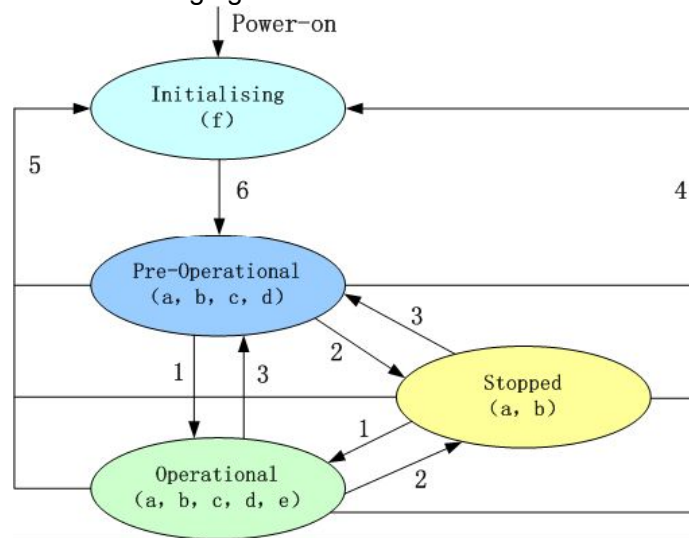 Power-on
Initialising
(f)
5
6
4
Pre-Operational
(a, b, c, d)
3
2
1
3
Stopped
(a, b)
1
Operational
(a, b, c, d, e)
2